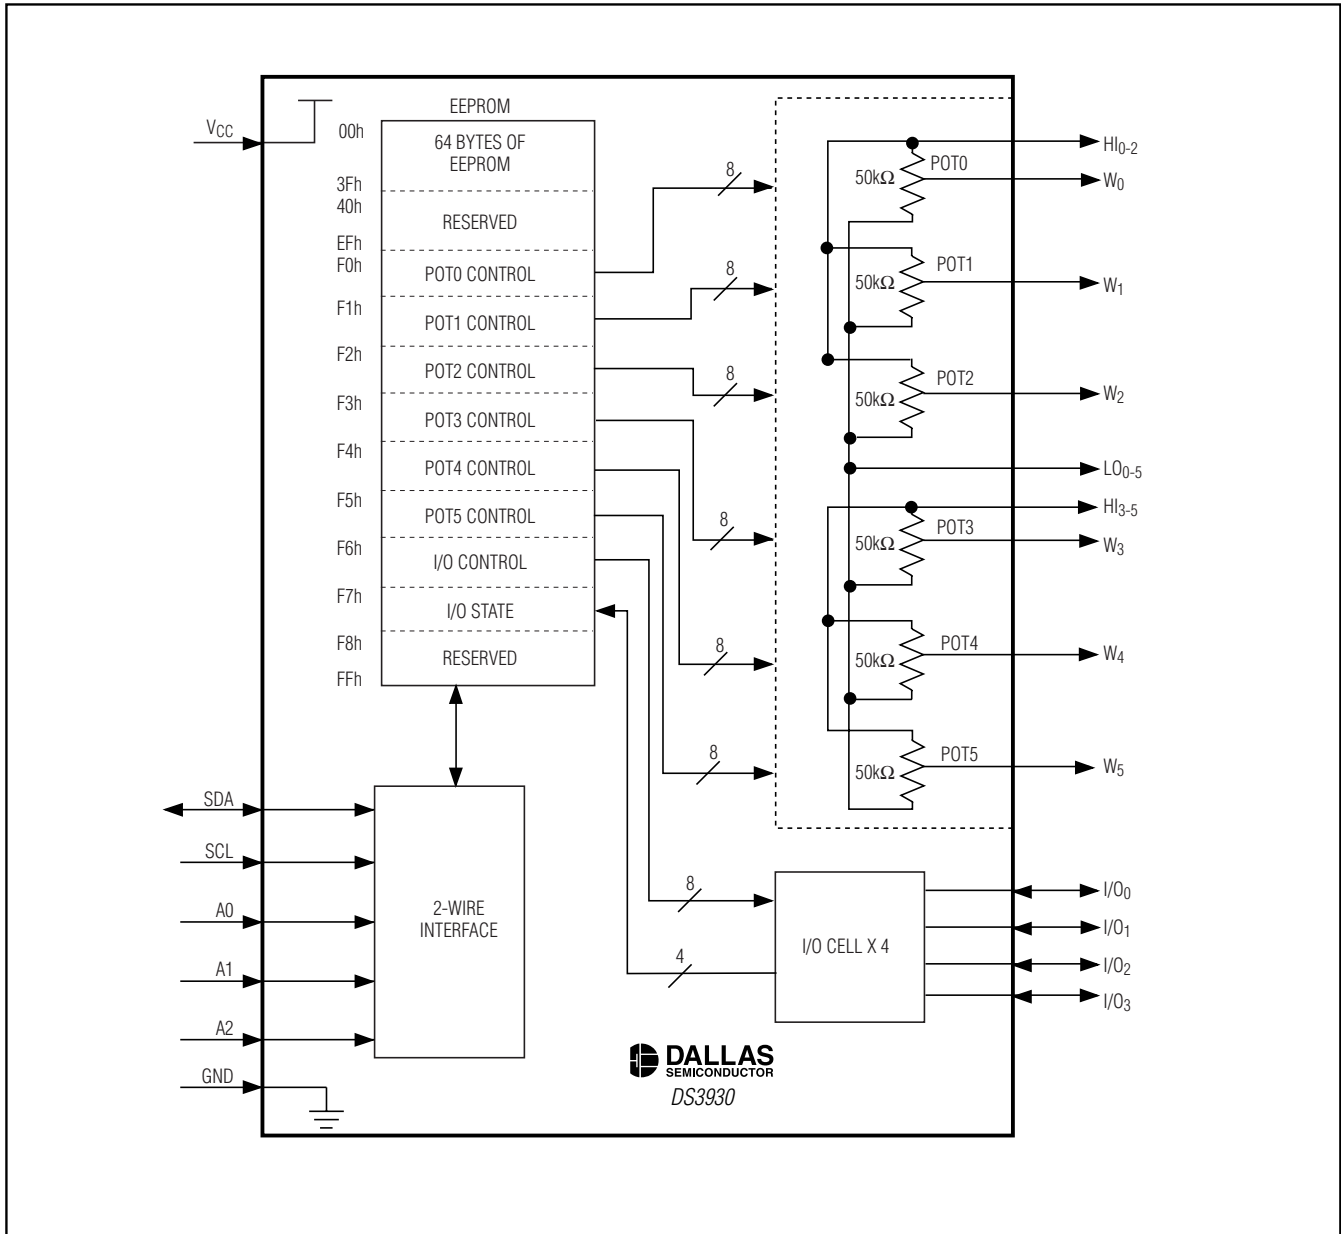 EEPROM
VCC
00h
64 BYTES OF
EEPROM
3Fh
40h
RESERVED
EFh
F0h
POT0 CONTROL
F1h
POT1 CONTROL
F2h
POT2 CONTROL
F3h
POT3 CONTROL
F4h
POT4 CONTROL
F5h
POT5 CONTROL
F6h
I/O CONTROL
F7h
I/O STATE
F8h
RESERVED
FFh
8
8
8
8
8
8
8
4
50kΩ
POT0
HI0-2
W0
50kΩ
POT1
W1
50kΩ
POT2
W2
LO0-5
HI3-5
50kΩ
POT3
W3
50kΩ
POT4
W4
50kΩ
POT5
W5
SDA
SCL
A0
A1
A2
GND
2-WIRE
INTERFACE
I/O CELL X 4
I/O0
I/O1
I/O2
I/O3
DALLAS
SEMICONDUCTOR
DS3930